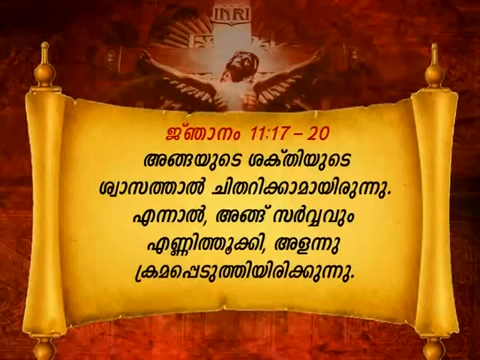 INRI
ജ്ഞാനം 11:17 – 20
അങ്ങയുടെ ശക്തിയുടെ
ശ്വാസത്താൽ ചിതറിക്കാമായിരുന്നു.
എന്നാൽ, അങ്ങ് സർവ്വവും
എണ്ണിത്തൂക്കി, അളന്നു
ക്രമപ്പെടുത്തിയിരിക്കുന്നു.